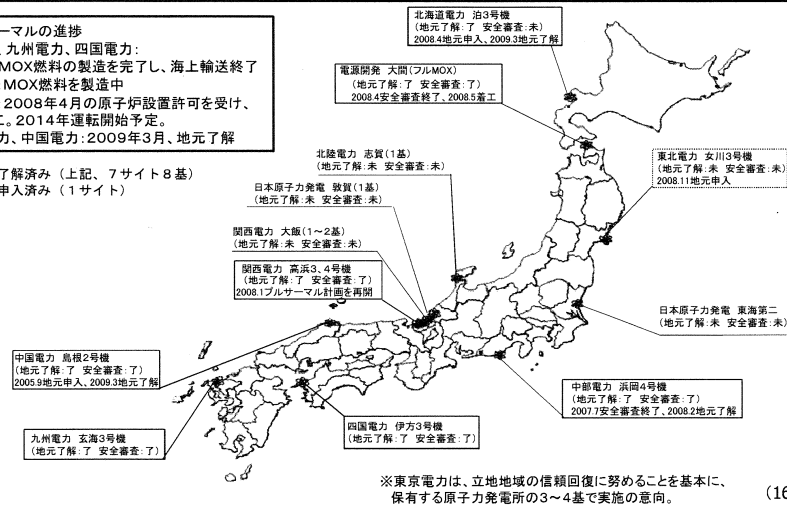 ーマルの進捗
、九州電力、四国電力：
MOX燃料の製造を完了し、海上輸送終了
MOX燃料を製造中
2008年4月の原子炉設置許可を受け、
工。2014年運転開始予定。
力、中国電力：2009年3月、地元了解
了解済み（上記、7サイト8基）
申入済み（1サイト）
北海道電力 泊3号機
（地元了解：了 安全審査：未）
2008.4地元申入、2009.3地元了解
電源開発 大間（フルMOX）
（地元了解：了 安全審査：了）
2008.4安全審査終了、2008.5着工
北陸電力 志賀（1基）
（地元了解：未 安全審査：未）
日本原子力発電 敦賀（1基）
（地元了解：未 安全審査：未）
関西電力 大飯（1～2基）
（地元了解：未 安全審査：未）
関西電力 高浜3、4号機
（地元了解：了 安全審査：了）
2008.1プルサーマル計画を再開
東北電力 女川3号機
（地元了解：未 安全審査：未）
2008.11地元申入
日本原子力発電 東海第二
（地元了解：未 安全審査：未）
中国電力 島根2号機
（地元了解：了 安全審査：了）
2005.9地元申入、2009.3地元了解
中部電力 浜岡4号機
（地元了解：了 安全審査：了）
2007.7安全審査終了、2008.2地元了解
九州電力 玄海3号機
（地元了解：了 安全審査：了）
四国電力 伊方3号機
（地元了解：了 安全審査：了）
※東京電力は、立地地域の信頼回復に努めることを基本に、
保有する原子力発電所の3～4基で実施の意向。
（16